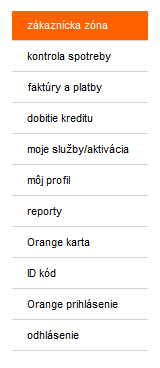 zákaznícka zóna
kontrola spotreby
faktúry a platby
dobitie kreditu
moje služby/aktivácia
môj profil
reporty
Orange karta
ID kód
Orange prihlásenie
odhlásenie